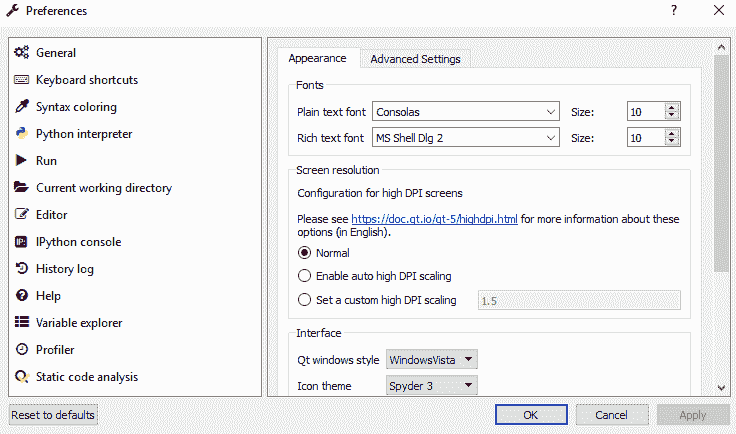 Preferences
?
General
Keyboard shortcuts
Syntax coloring
Python interpreter
Run
Current working directory
Editor
IP: IPython console
History log
Help
Variable explorer
Profiler
Static code analysis
Appearance Advanced Settings
Fonts
Plain text font Consolas Size: 10
Rich text font MS Shell Dlg 2 Size: 10
Screen resolution
Configuration for high DPI screens
Please see https://doc.qt.io/qt-5/highdpi.html for more information about these
options (in English).
Normal
Enable auto high DPI scaling
Set a custom high DPI scaling 1.5
Interface
Qt windows style WindowsVista
Icon theme Spyder 3
Reset to defaults OK Cancel Apply